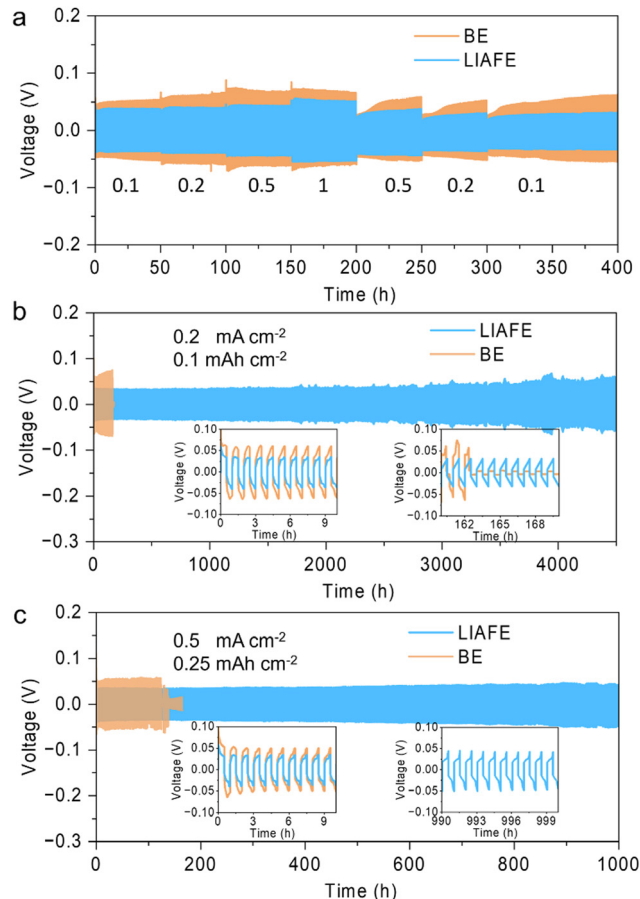 a
BE
LIAFE
0.2
0.1
0.0
−0.1
−0.2
Voltage (V)
0.1 0.2 0.5 1 0.5 0.2 0.1
0 50 100 150 200 250 300 350 400
Time (h)
b
0.2 mA cm⁻²
0.1 mAh cm⁻²
LIAFE
BE
0.2
0.1
0.0
−0.1
−0.2
−0.3
Voltage (V)
0.10
0.05
0.00
−0.05
−0.10
Voltage (V)
0 3 6 9
Time (h)
0.10
0.05
0.00
−0.05
−0.10
Voltage (V)
162 165 168
Time (h)
0 1000 2000 3000 4000
Time (h)
c
0.5 mA cm⁻²
0.25 mAh cm⁻²
LIAFE
BE
0.2
0.1
0.0
−0.1
−0.2
−0.3
Voltage (V)
0.10
0.05
0.00
−0.05
−0.10
Voltage (V)
0 3 6 9
Time (h)
0.10
0.05
0.00
−0.05
−0.10
Voltage (V)
990 993 996 999
Time (h)
0 200 400 600 800 1000
Time (h)